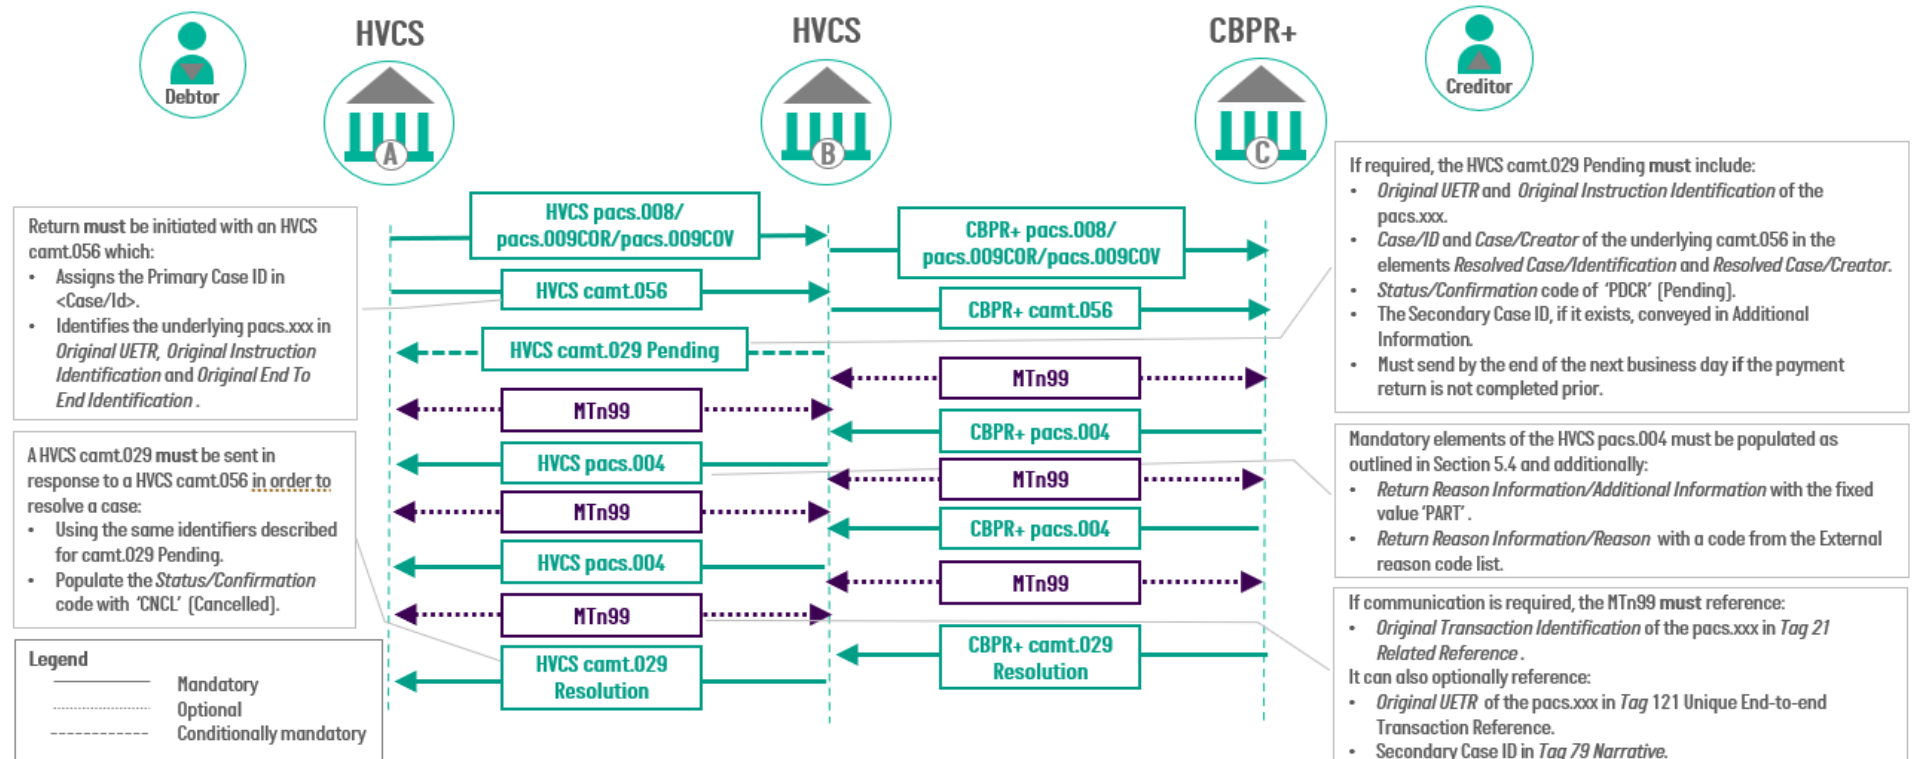 HVCS
HVCS
CBPR+
Debtor
Creditor
A
B
C
Return must be initiated with an HVCS
camt.056 which:
• Assigns the Primary Case ID in
<Case/Id>.
• Identifies the underlying pacs.xxx in
Original UETR, Original Instruction
Identification and Original End To
End Identification .
A HVCS camt.029 must be sent in
response to a HVCS camt.056 in order to
resolve a case:
• Using the same identifiers described
for camt.029 Pending.
• Populate the Status/Confirmation
code with 'CNCL' (Cancelled).
Legend
Mandatory
Optional
Conditionally mandatory
HVCS pacs.008/
pacs.009COR/pacs.009COV
HVCS camt.056
HVCS camt.029 Pending
MTn99
HVCS pacs.004
MTn99
HVCS pacs.004
MTn99
HVCS camt.029
Resolution
CBPR+ pacs.008/
pacs.009COR/pacs.009COV
CBPR+ camt.056
MTn99
CBPR+ pacs.004
MTn99
CBPR+ pacs.004
MTn99
CBPR+ camt.029
Resolution
If required, the HVCS camt.029 Pending must include:
• Original UETR and Original Instruction Identification of the
pacs.xxx.
• Case/ID and Case/Creator of the underlying camt.056 in the
elements Resolved Case/Identification and Resolved Case/Creator.
• Status/Confirmation code of 'PDCR' (Pending).
• The Secondary Case ID, if it exists, conveyed in Additional
Information.
• Must send by the end of the next business day if the payment
return is not completed prior.
Mandatory elements of the HVCS pacs.004 must be populated as
outlined in Section 5.4 and additionally:
• Return Reason Information/Additional Information with the fixed
value 'PART' .
• Return Reason Information/Reason with a code from the External
reason code list.
If communication is required, the MTn99 must reference:
• Original Transaction Identification of the pacs.xxx in Tag 21
Related Reference .
It can also optionally reference:
• Original UETR of the pacs.xxx in Tag 121 Unique End-to-end
Transaction Reference.
• Secondary Case ID in Tag 79 Narrative.